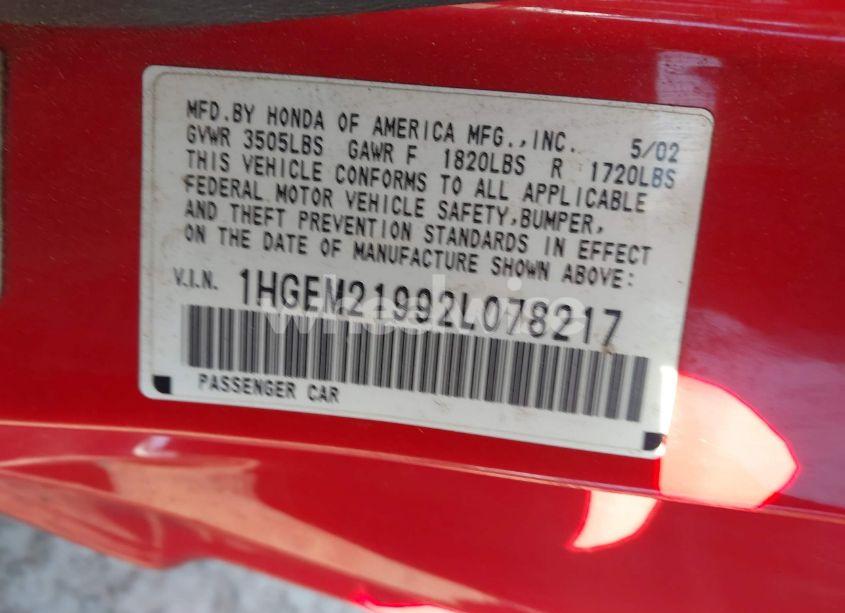 MFD.BY HONDA OF AMERICA MFG.,INC. 5/02
GVWR 3505LBS GAWR F 1820LBS R 1720LBS
THIS VEHICLE CONFORMS TO ALL APPLICABLE
FEDERAL MOTOR VEHICLE SAFETY,BUMPER,
AND THEFT PREVENTION STANDARDS IN EFFECT
ON THE DATE OF MANUFACTURE SHOWN ABOVE:
V.I.N. 1HGEM21992L078217
PASSENGER CAR